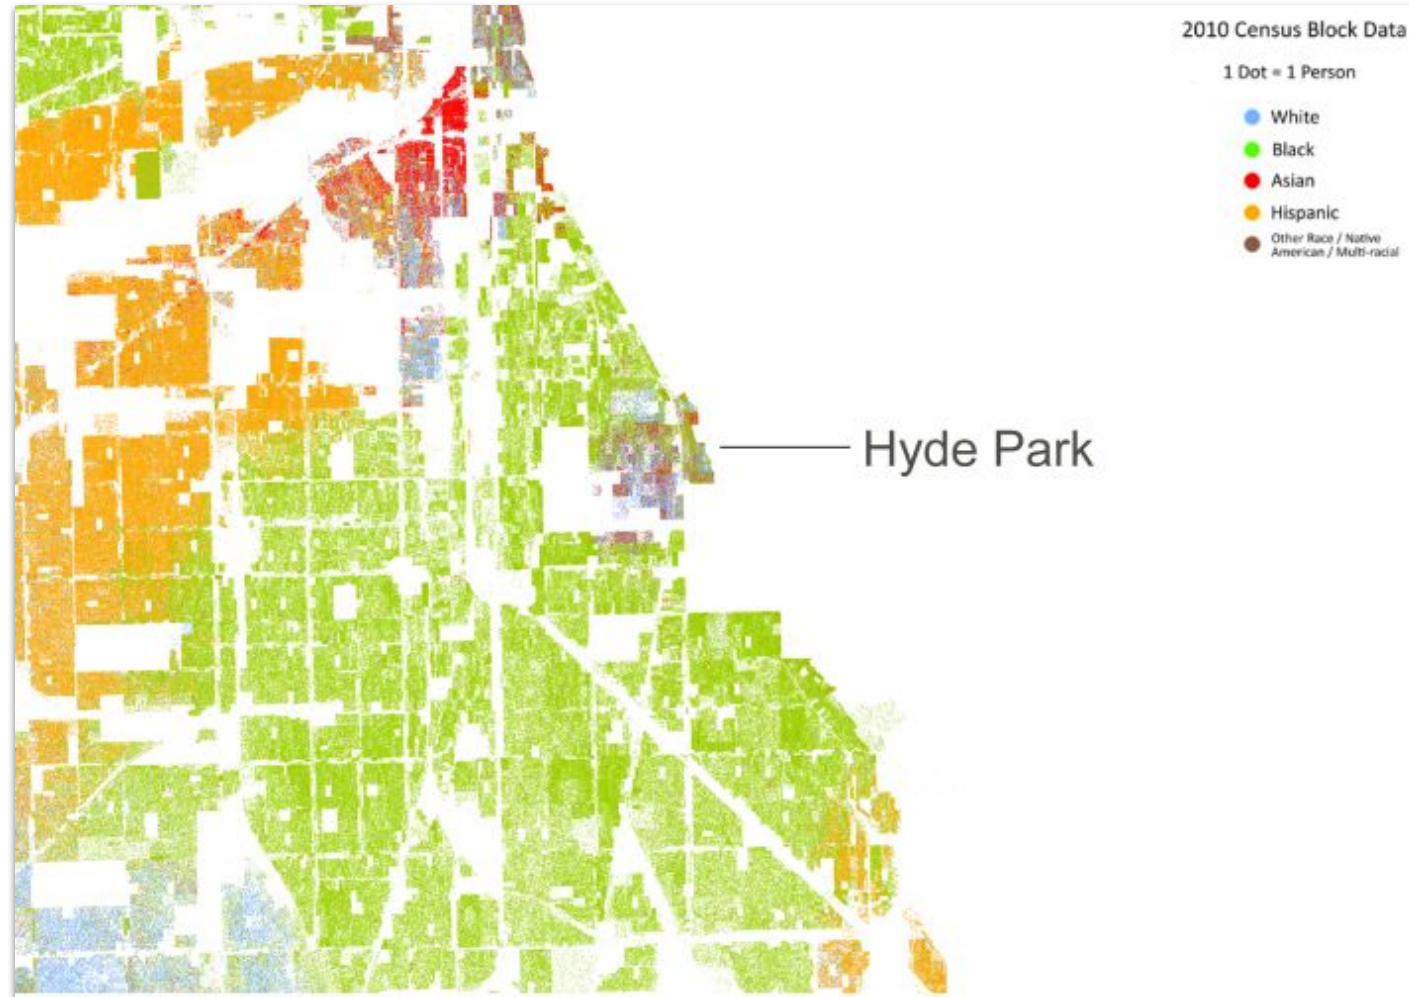 2010 Census Block Data
1 Dot = 1 Person
White
Black
Asian
Hispanic
Other Race / Native
American / Multi-racial
Hyde Park